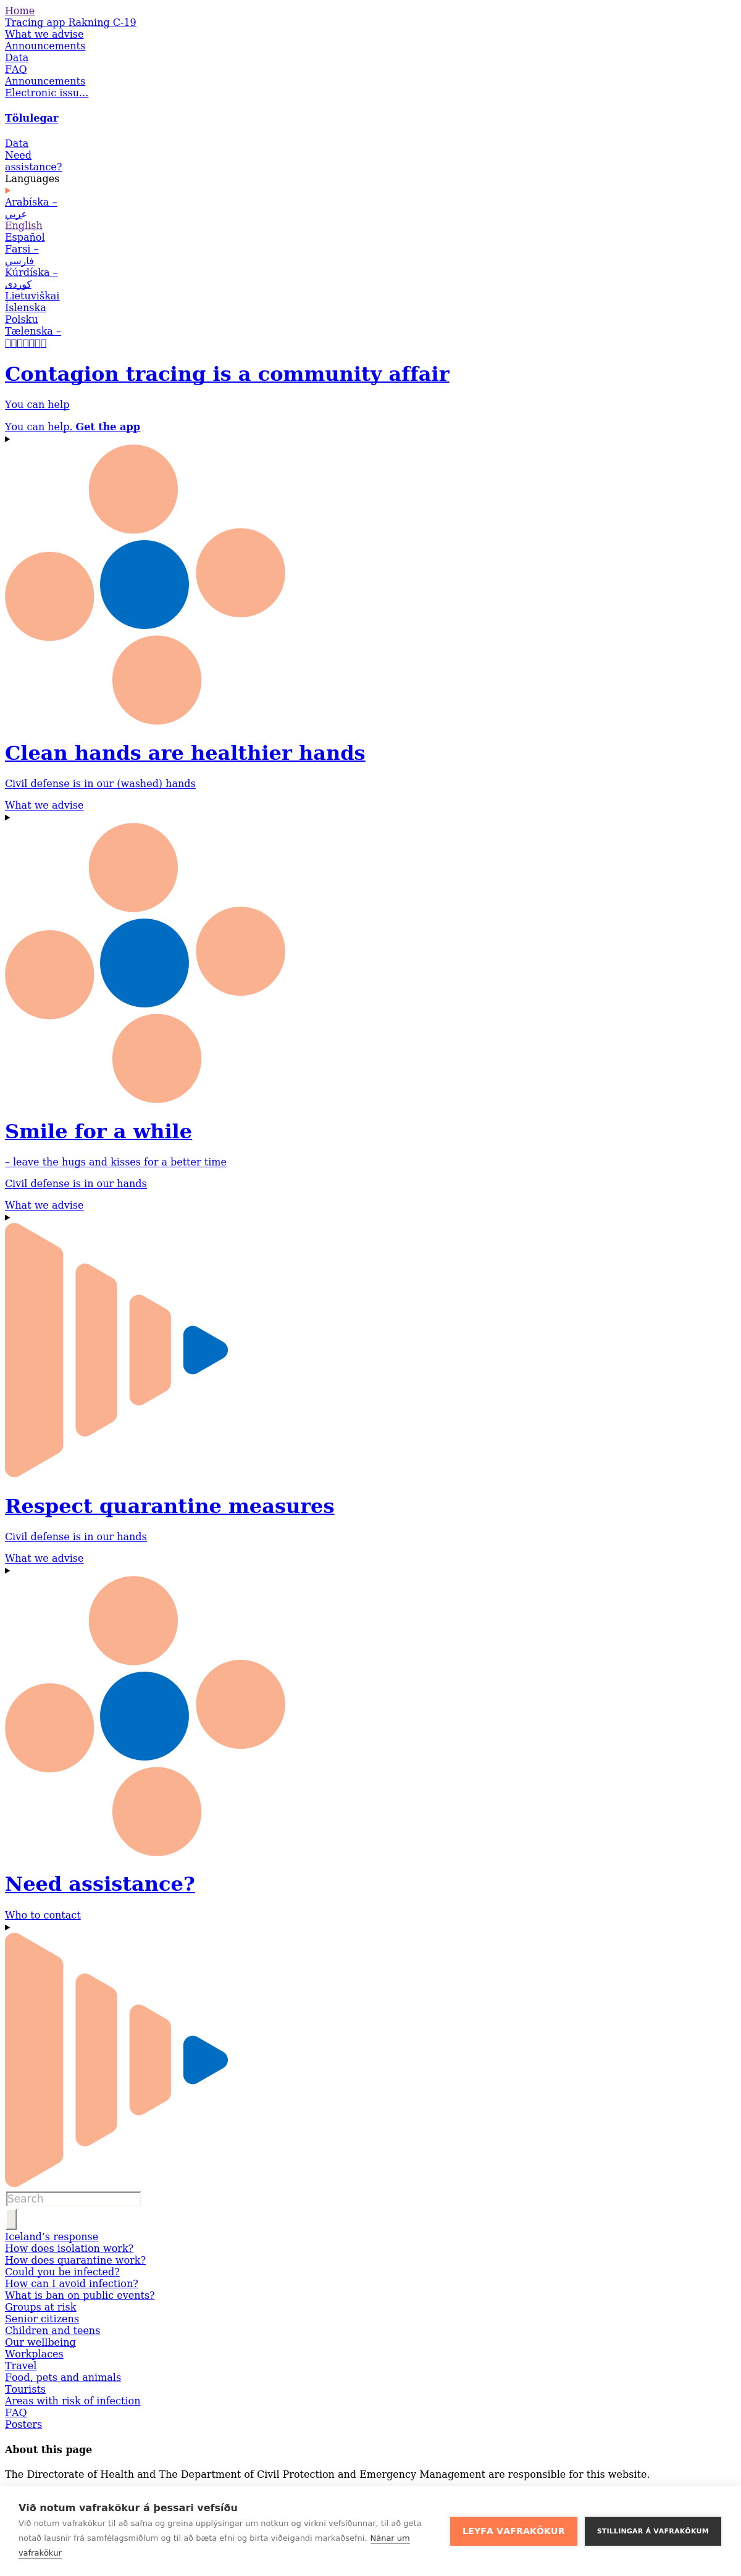 Home
Tracing app Rakning C-19
What we advise
Announcements
Data
FAQ
Announcements
Electronic issu...
Tölulegar
Data
Need
assistance?
Languages
Arabíska –
عربي
English
Español
Farsi –
فارسي
Kúrdíska –
کوردی
Lietuviškai
Íslenska
Polsku
Tælenska –
Contagion tracing is a community affair
You can help
You can help. Get the app
Clean hands are healthier hands
Civil defense is in our (washed) hands
What we advise
Smile for a while
– leave the hugs and kisses for a better time
Civil defense is in our hands
What we advise
Respect quarantine measures
Civil defense is in our hands
What we advise
Need assistance?
Who to contact
Search
Iceland’s response
How does isolation work?
How does quarantine work?
Could you be infected?
How can I avoid infection?
What is ban on public events?
Groups at risk
Senior citizens
Children and teens
Our wellbeing
Workplaces
Travel
Food, pets and animals
Tourists
Areas with risk of infection
FAQ
Posters
About this page
The Directorate of Health and The Department of Civil Protection and Emergency Management are responsible for this website.
Við notum vafrakökur á þessari vefsíðu
Við notum vafrakökur til að safna og greina upplýsingar um notkun og virkni vefsíðunnar, til að geta
notað lausnir frá samfélagsmiðlum og til að bæta efni og birta viðeigandi markaðsefni. Nánar um
vafrakökur
LEYFA VAFRAKÖKUR
STILLINGAR Á VAFRAKÖKUM